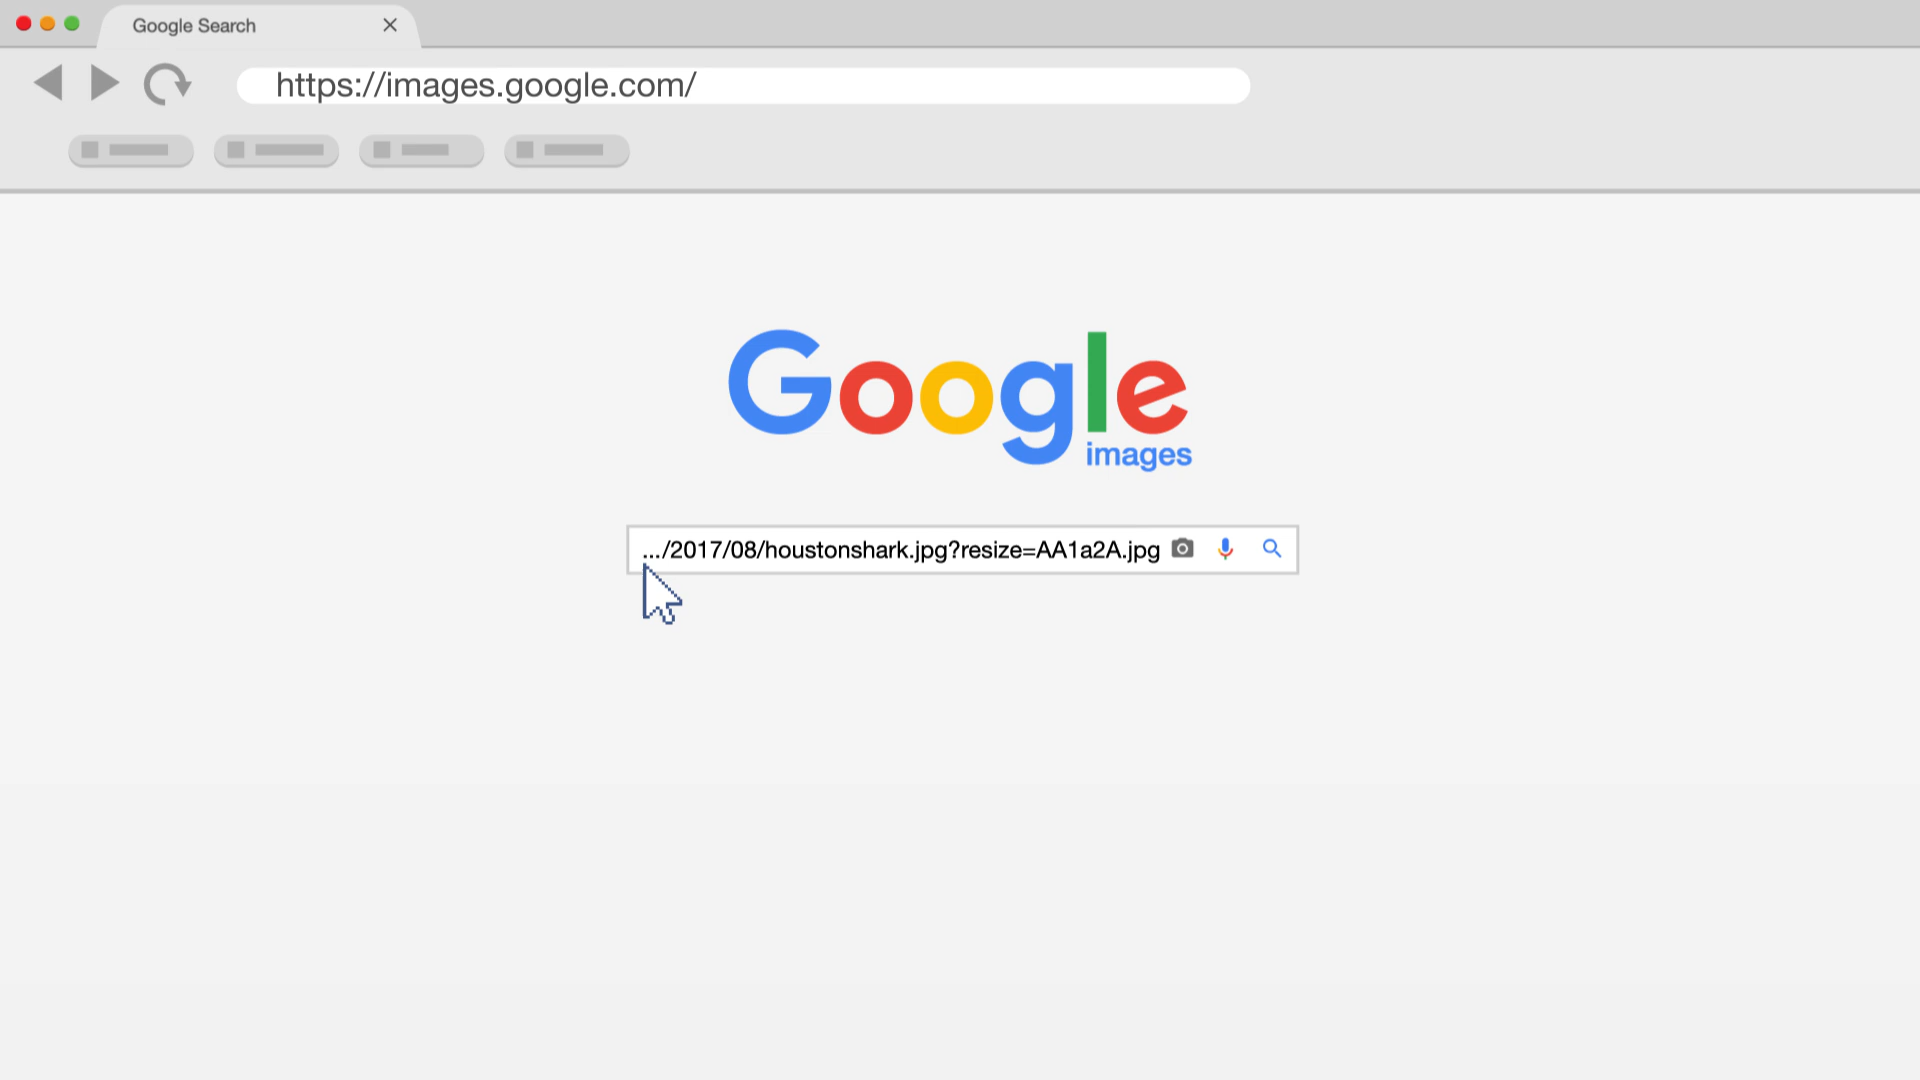 Google Search
https://images.google.com/
Google
images
.../2017/08/houstonshark.jpg?resize=AA1a2A.jpg